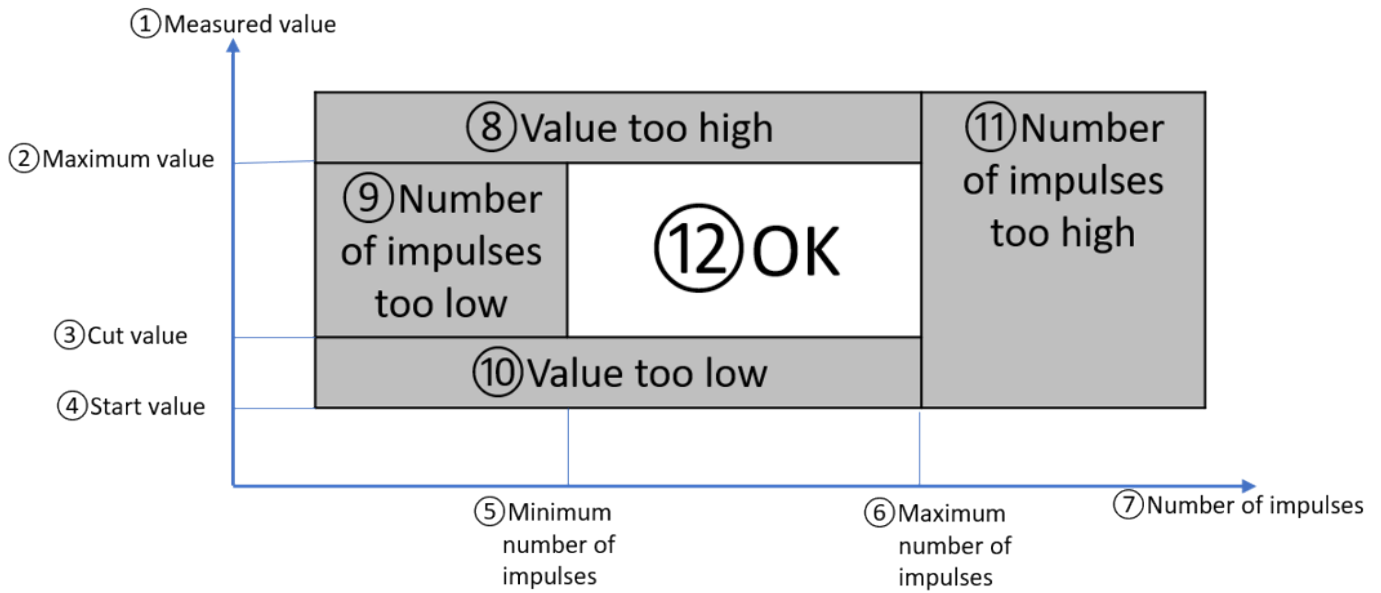 ①Measured value
②Maximum value
③Cut value
④Start value
⑧Value too high
⑨Number
of impulses
too low
⑩Value too low
⑪Number
of impulses
too high
⑫OK
⑤Minimum
number of
impulses
⑥Maximum
number of
impulses
⑦Number of impulses